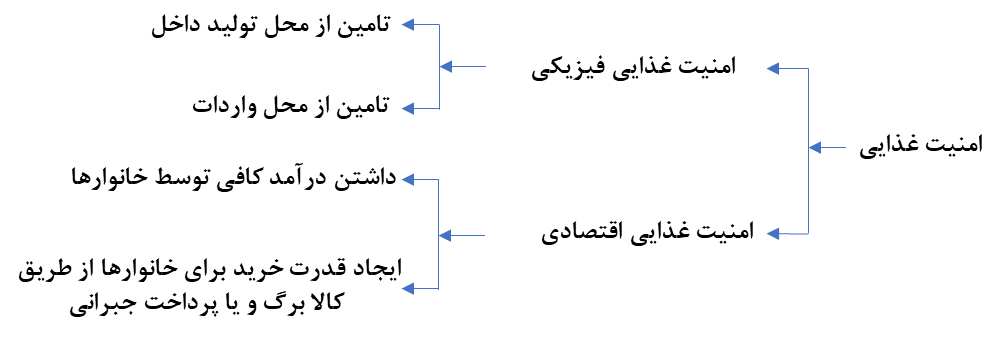 امنیت غذایی
امنیت غذایی فیزیکی
تامین از محل تولید داخل
تامین از محل واردات
امنیت غذایی اقتصادی
داشتن درآمد کافی توسط خانوارها
ایجاد قدرت خرید برای خانوارها از طریق
کالا برگ و یا پرداخت جبرانی